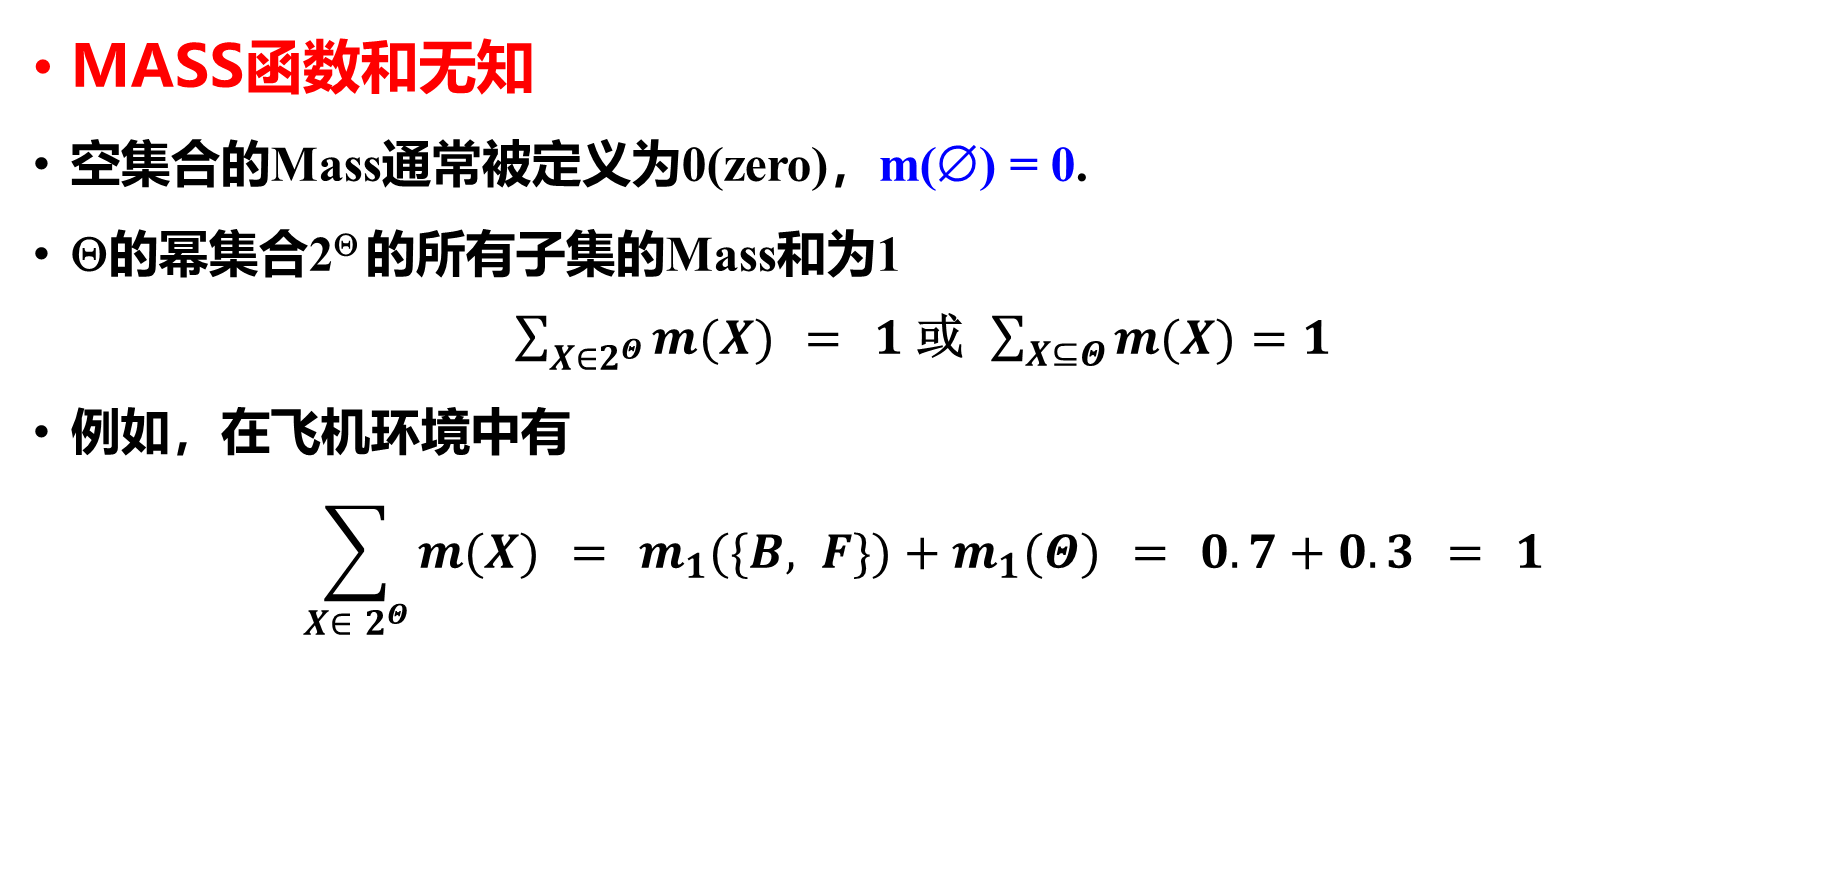 • MASS函数和无知
• 空集合的Mass通常被定义为0(zero)，m(∅) = 0.
• Θ的幂集合2^Θ 的所有子集的Mass和为1
∑_{X∈2^Θ} m(X) = 1 或 ∑_{X⊆Θ} m(X) = 1
• 例如，在飞机环境中有
∑_{X∈ 2^Θ} m(X) = m₁({B, F}) + m₁(Θ) = 0.7 + 0.3 = 1